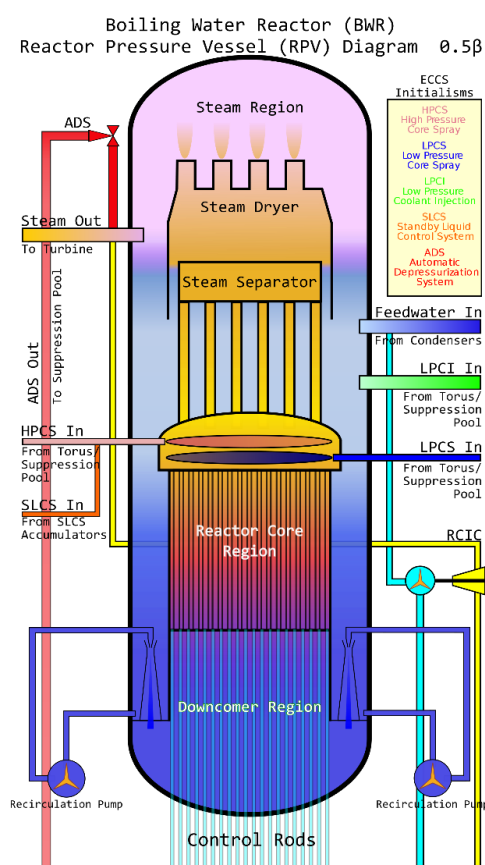 Boiling Water Reactor (BWR)
Reactor Pressure Vessel (RPV) Diagram 0.5β
ECCS
Initialisms
HPCS
High Pressure
Core Spray
LPCS
Low Pressure
Core Spray
LPCI
Low Pressure
Coolant Injection
SLCS
Standby Liquid
Control System
ADS
Automatic
Depressurization
System
ADS
Steam Region
Steam Dryer
Steam Out
To Turbine
Steam Separator
Feedwater In
From Condensers
ADS Out
To Suppression Pool
LPCI In
From Torus/
Suppression
Pool
HPCS In
From Torus/
Suppression
Pool
LPCS In
From Torus/
Suppression
Pool
SLCS In
From SLCS
Accumulators
Reactor Core
Region
RCIC
Downcomer Region
Recirculation Pump
Recirculation Pump
Control Rods